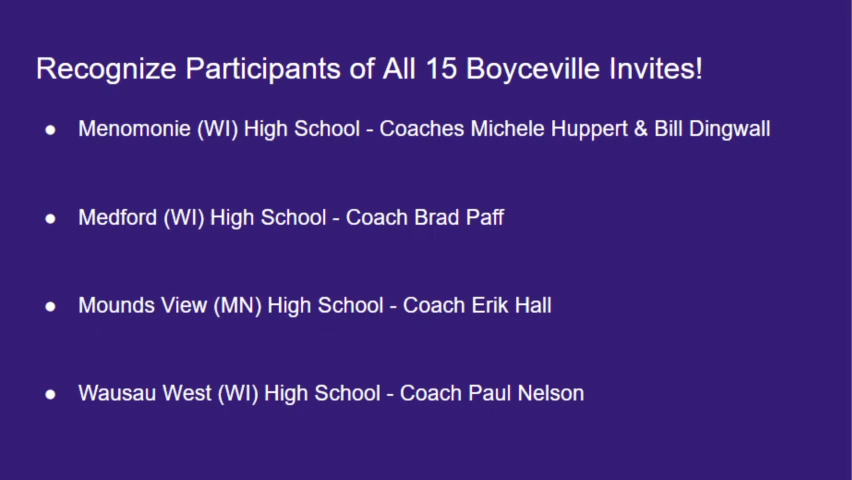 Recognize Participants of All 15 Boyceville Invites!
● Menomonie (WI) High School - Coaches Michele Huppert & Bill Dingwall
● Medford (WI) High School - Coach Brad Paff
● Mounds View (MN) High School - Coach Erik Hall
● Wausau West (WI) High School - Coach Paul Nelson